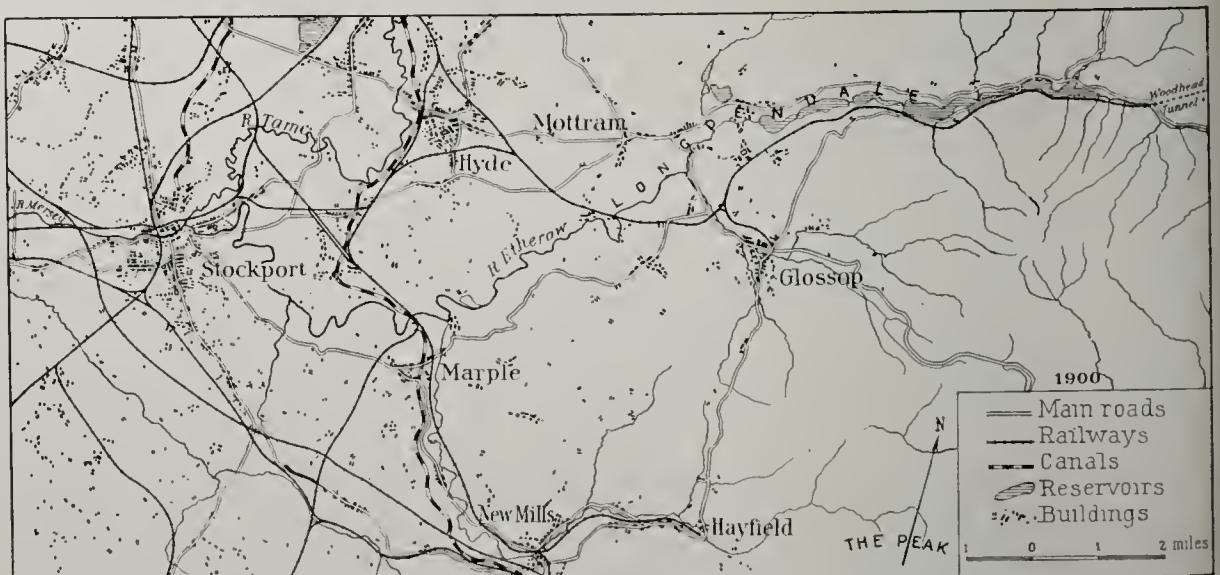 Woodhead
Tunnel
LONGDENDALE
R. Tame
Mottram
Hyde
R. Mersey
R. Etherow
Stockport
Glossop
Marple
1900
Main roads
Railways
Canals
Reservoirs
Buildings
N
New Mills
Hayfield
THE PEAK
1 0 1 2 miles